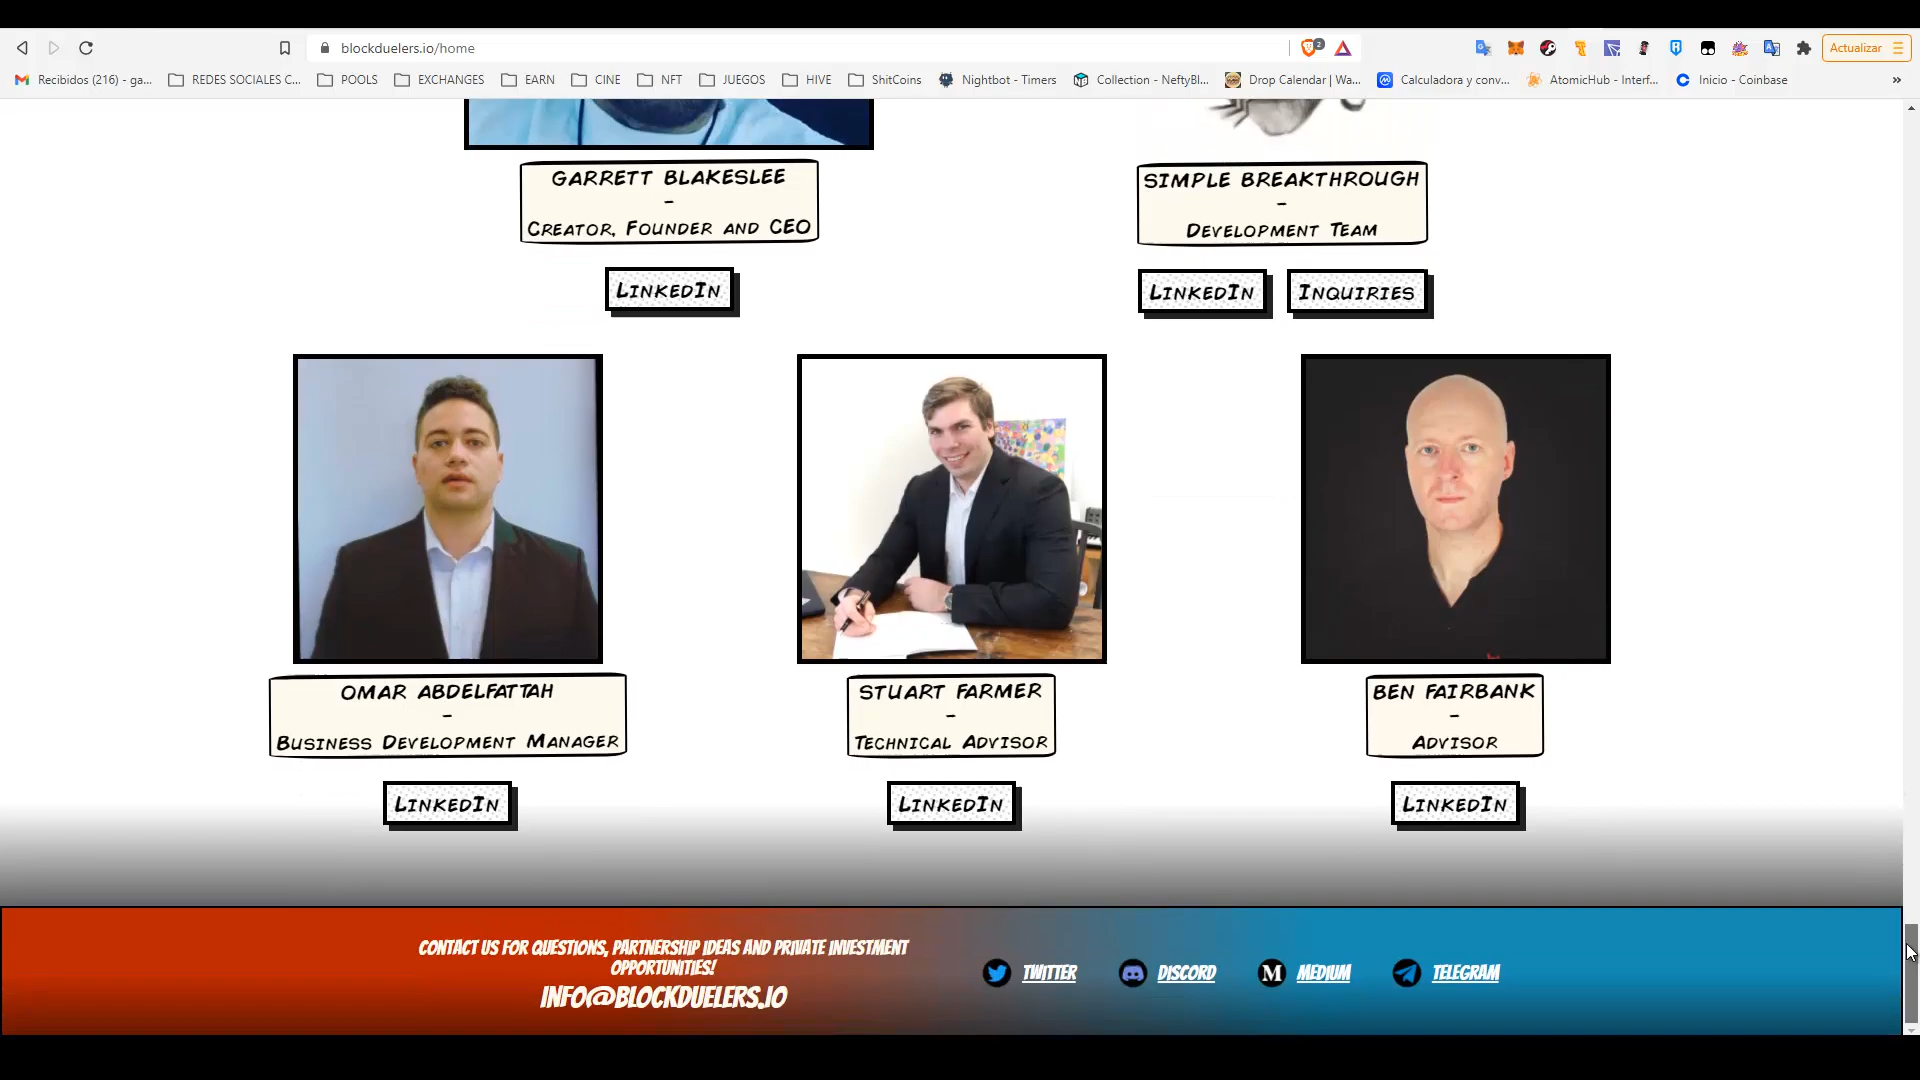 blockduelers.io/home
2
Actualizar
Recibidos (216) - ga...
REDES SOCIALES C...
POOLS
EXCHANGES
EARN
CINE
NFT
JUEGOS
HIVE
ShitCoins
Nightbot - Timers
Collection - NeftyBl...
Drop Calendar | Wa...
Calculadora y conv...
AtomicHub - Interf...
Inicio - Coinbase
»
GARRETT BLAKESLEE
-
CREATOR, FOUNDER AND CEO
LINKEDIN
SIMPLE BREAKTHROUGH
-
DEVELOPMENT TEAM
LINKEDIN
INQUIRIES
OMAR ABDELFATTAH
-
BUSINESS DEVELOPMENT MANAGER
LINKEDIN
STUART FARMER
-
TECHNICAL ADVISOR
LINKEDIN
BEN FAIRBANK
-
ADVISOR
LINKEDIN
CONTACT US FOR QUESTIONS, PARTNERSHIP IDEAS AND PRIVATE INVESTMENT
OPPORTUNITIES!
INFO@BLOCKDUELERS.IO
TWITTER
DISCORD
MEDIUM
TELEGRAM